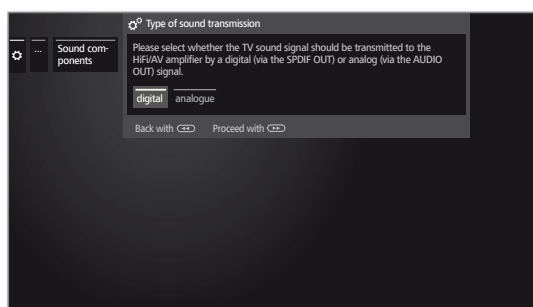 Type of sound transmission
... Sound com-
ponents
Please select whether the TV sound signal should be transmitted to the
HiFi/AV amplifier by a digital (via the SPDIF OUT) or analog (via the AUDIO
OUT) signal.
digital analogue
Back with Proceed with